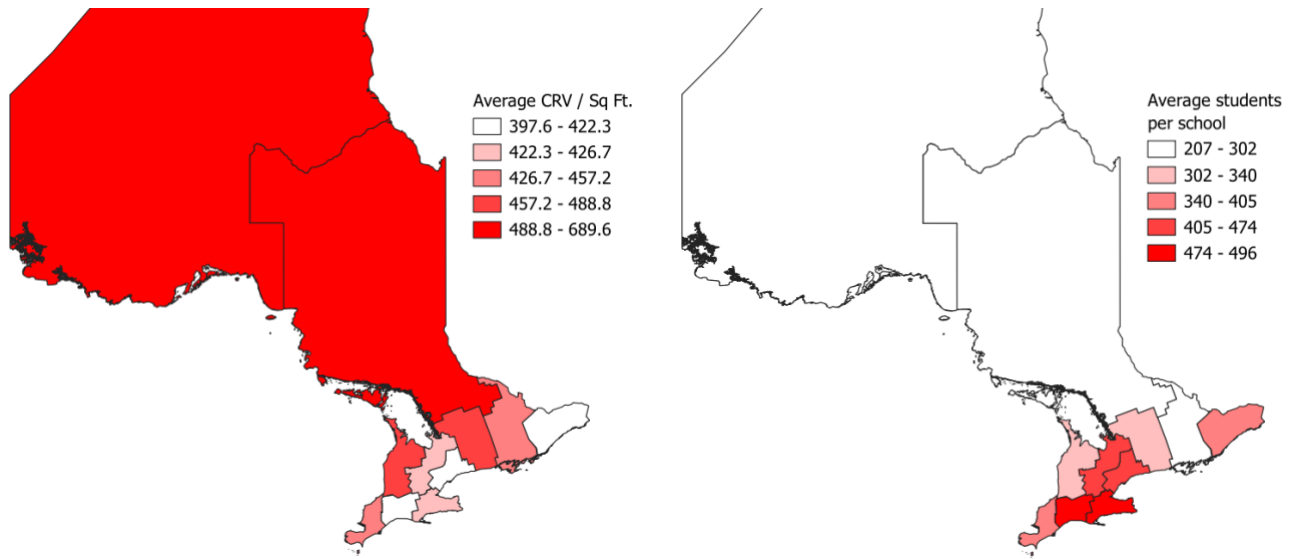 Average CRV / Sq Ft.
397.6 - 422.3
422.3 - 426.7
426.7 - 457.2
457.2 - 488.8
488.8 - 689.6
Average students
per school
207 - 302
302 - 340
340 - 405
405 - 474
474 - 496